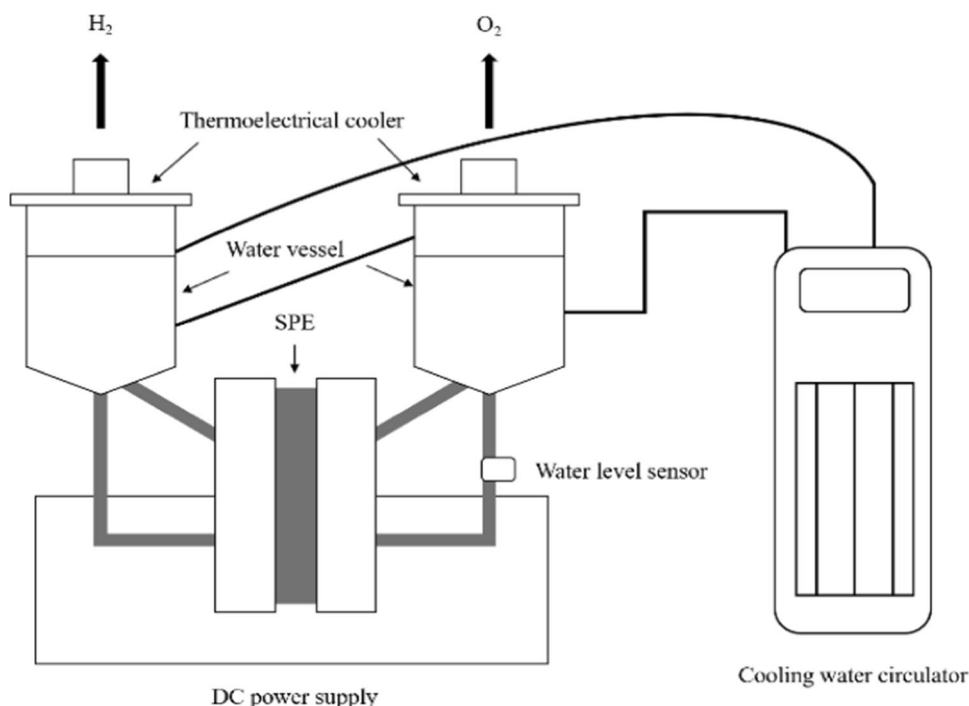 H₂
O₂
Thermoelectrical cooler
Water vessel
SPE
Water level sensor
Cooling water circulator
DC power supply